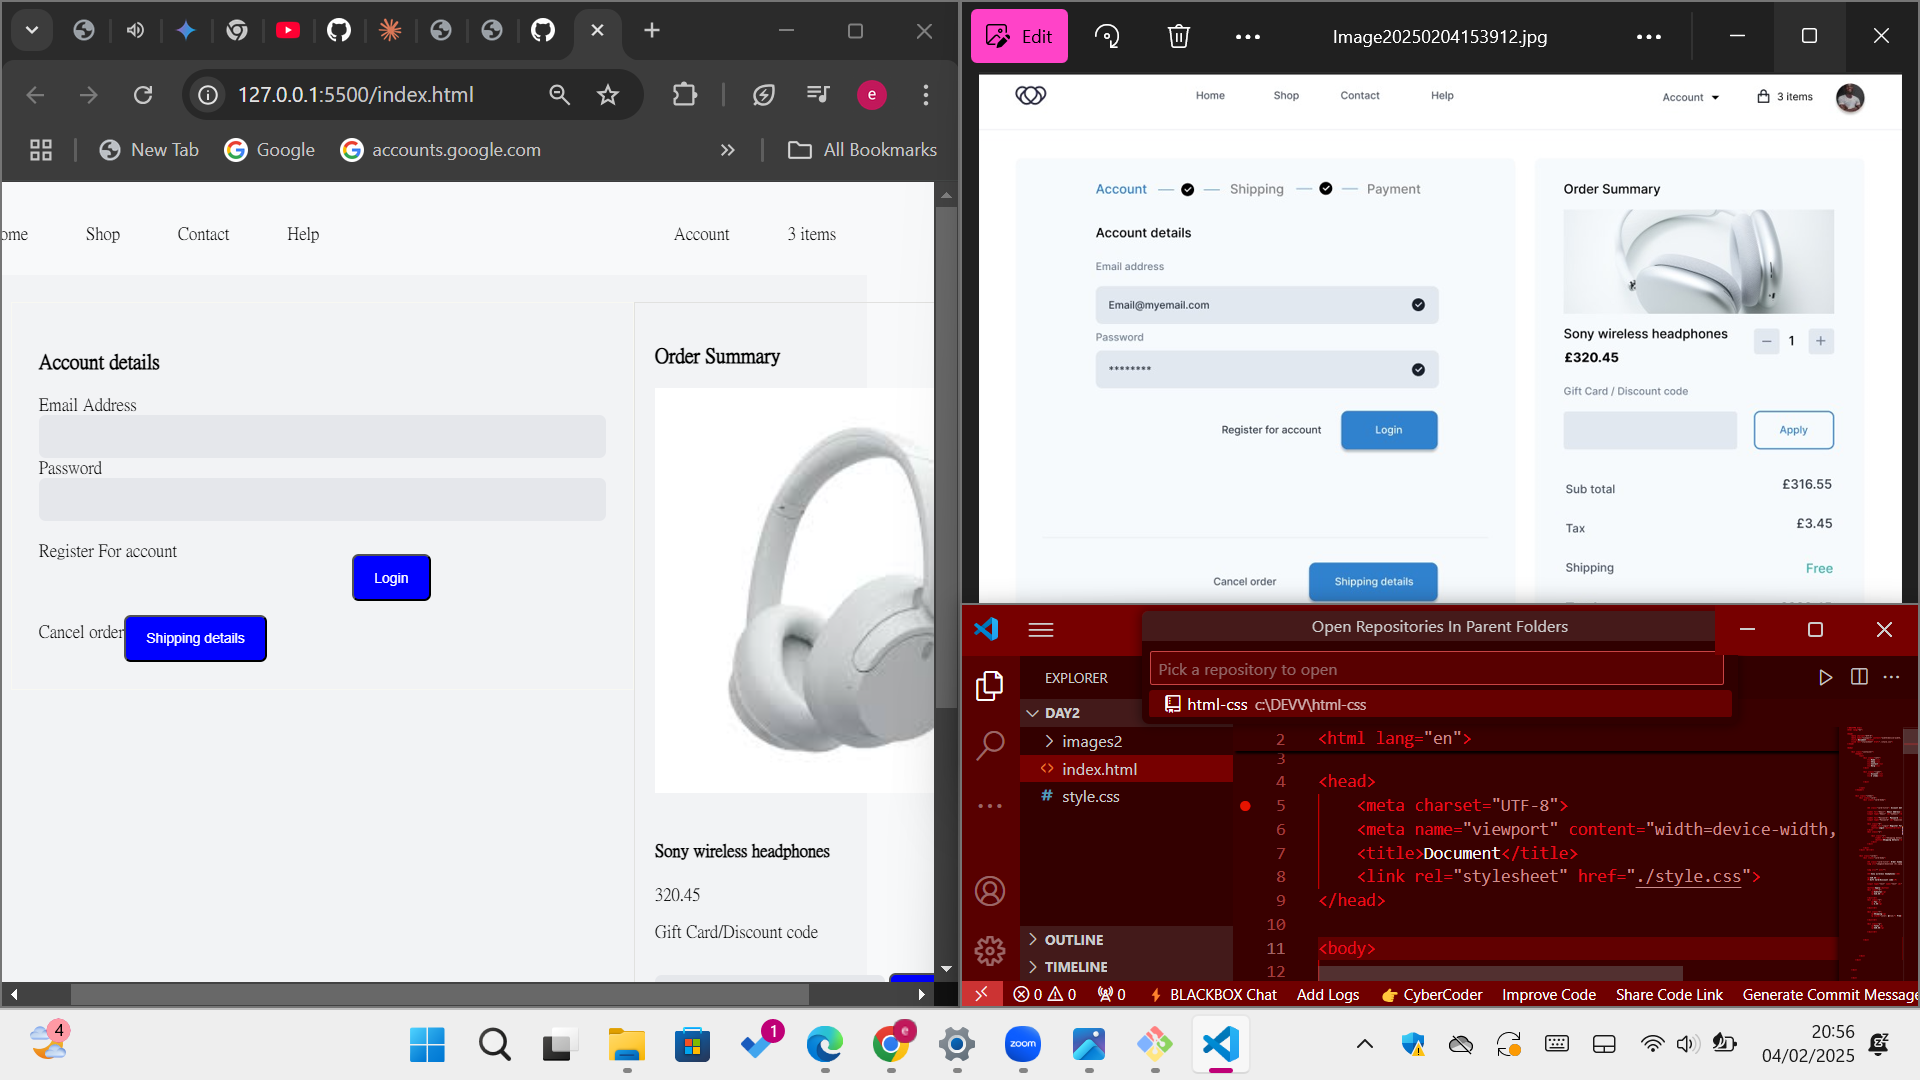 127.0.0.1:5500/index.html
e
New Tab
Google
accounts.google.com
All Bookmarks
ome
Shop
Contact
Help
Account
3 items
Account details
Email Address
Password
Register For account
Login
Cancel order
Shipping details
Order Summary
Sony wireless headphones
320.45
Gift Card/Discount code
Edit
Image20250204153912.jpg
Home
Shop
Contact
Help
Account
3 items
Account
Shipping
Payment
Account details
Email address
Email@myemail.com
Password
********
Register for account
Login
Cancel order
Shipping details
Order Summary
Sony wireless headphones
£320.45
1
Gift Card / Discount code
Apply
Sub total
£316.55
Tax
£3.45
Shipping
Free
Open Repositories In Parent Folders
Pick a repository to open
html-css c:\DEVV\html-css
EXPLORER
DAY2
images2
index.html
style.css
OUTLINE
TIMELINE
2 <html lang="en">
3
4 <head>
5 <meta charset="UTF-8">
6 <meta name="viewport" content="width=device-width,
7 <title>Document</title>
8 <link rel="stylesheet" href="./style.css">
9 </head>
10
11 <body>
12
0 0 0 BLACKBOX Chat Add Logs CyberCoder Improve Code Share Code Link Generate Commit Message
4
1
e
zoom
20:56
04/02/2025